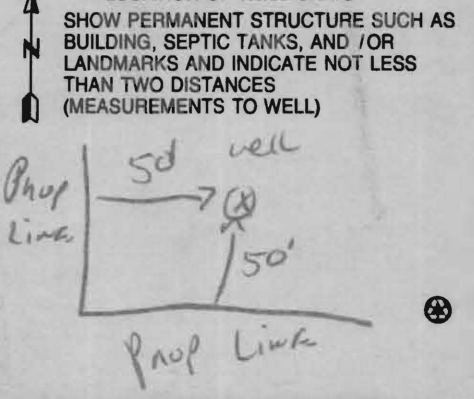 N
SHOW PERMANENT STRUCTURE SUCH AS
BUILDING, SEPTIC TANKS, AND /OR
LANDMARKS AND INDICATE NOT LESS
THAN TWO DISTANCES
(MEASUREMENTS TO WELL)
50' well
Prop
Line
X
50'
Prop Line